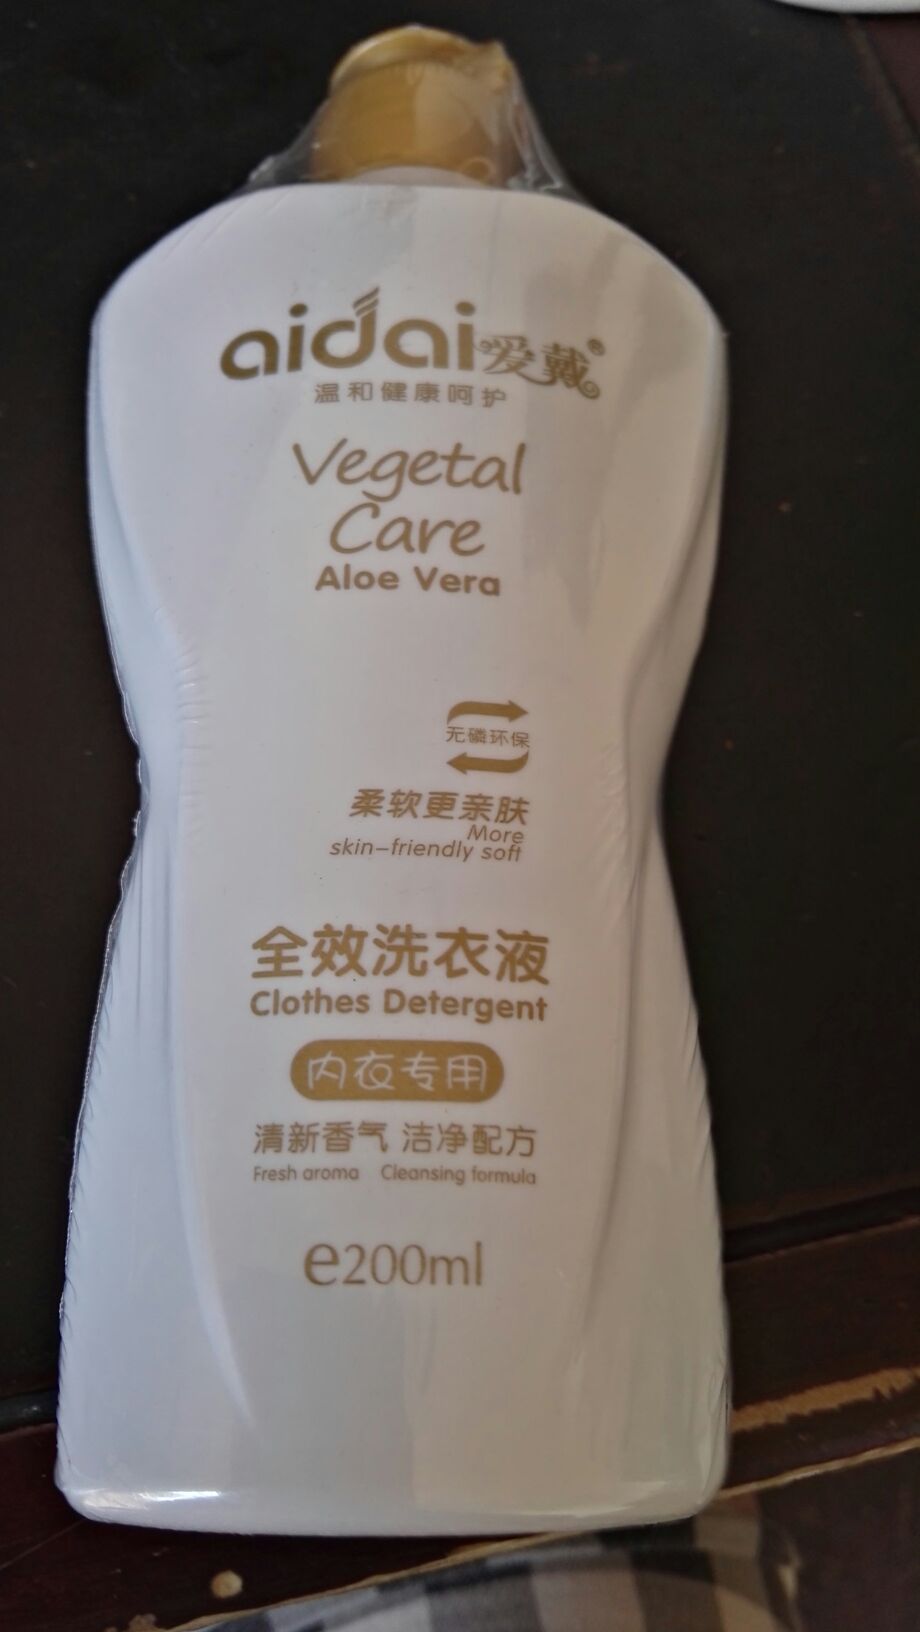 aidai爱戴®
温和健康呵护
Vegetal
Care
Aloe Vera
无磷环保
柔软更亲肤
More
skin-friendly soft
全效洗衣液
Clothes Detergent
内衣专用
清新香气 洁净配方
Fresh aroma Cleansing formula
e200ml